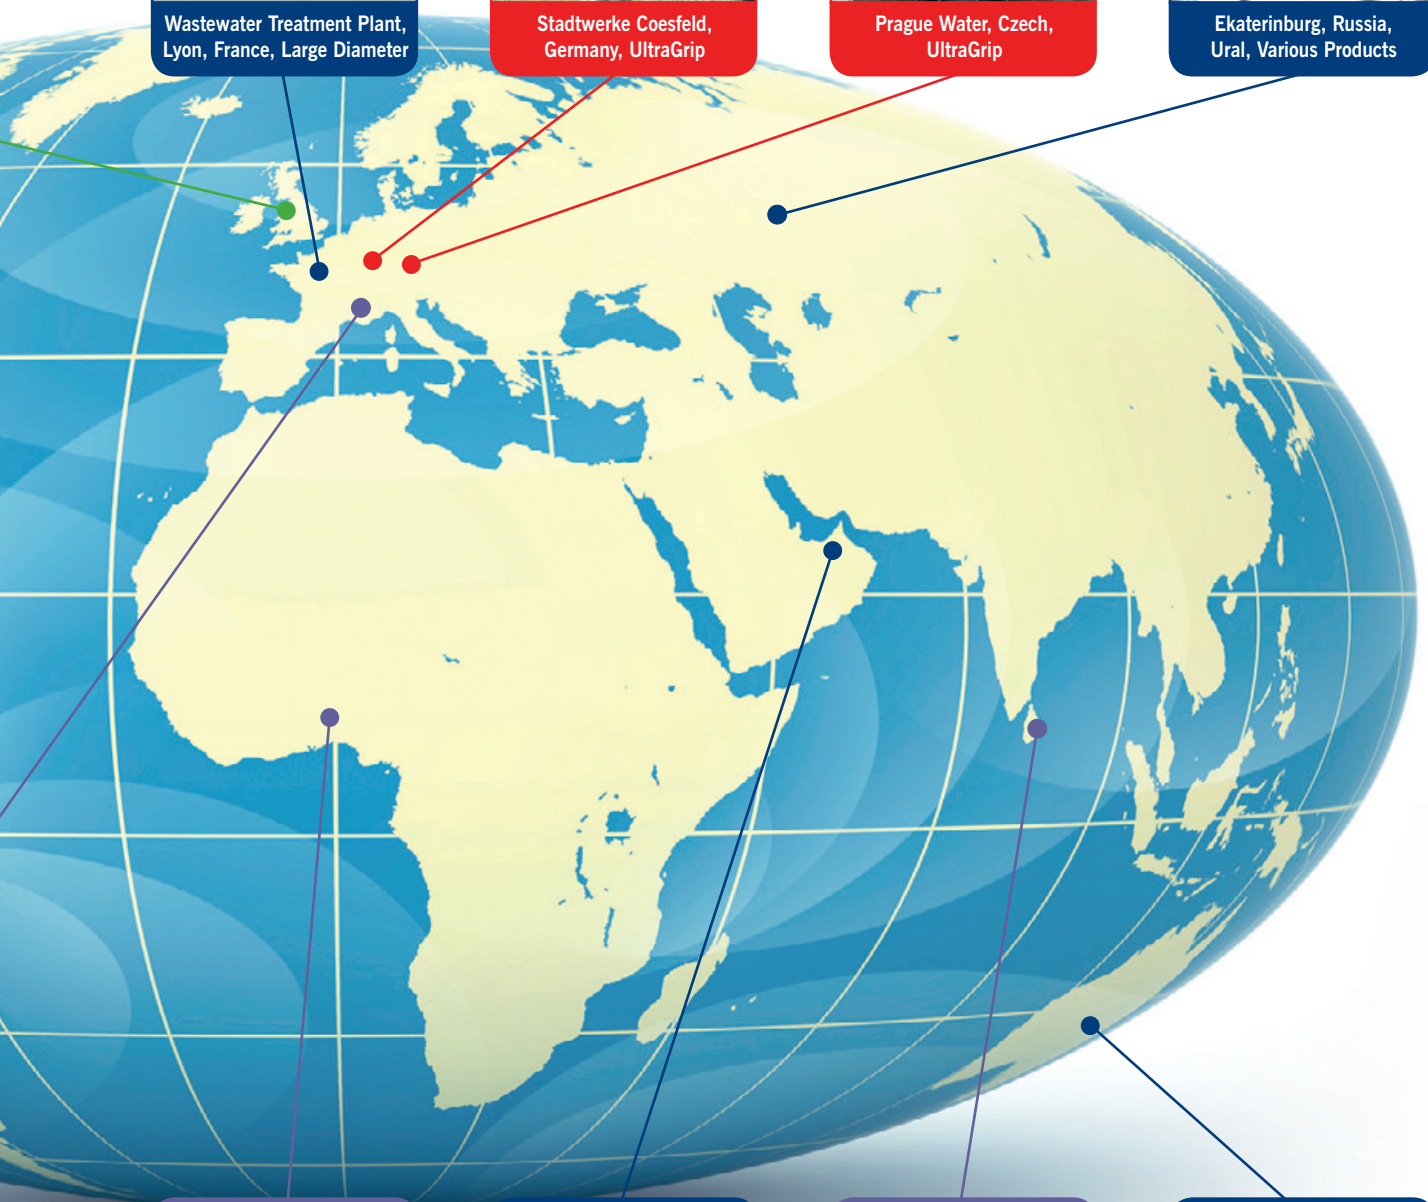 Wastewater Treatment Plant,
Lyon, France, Large Diameter
Stadtwerke Coesfeld,
Germany, UltraGrip
Prague Water, Czech,
UltraGrip
Ekaterinburg, Russia,
Ural, Various Products